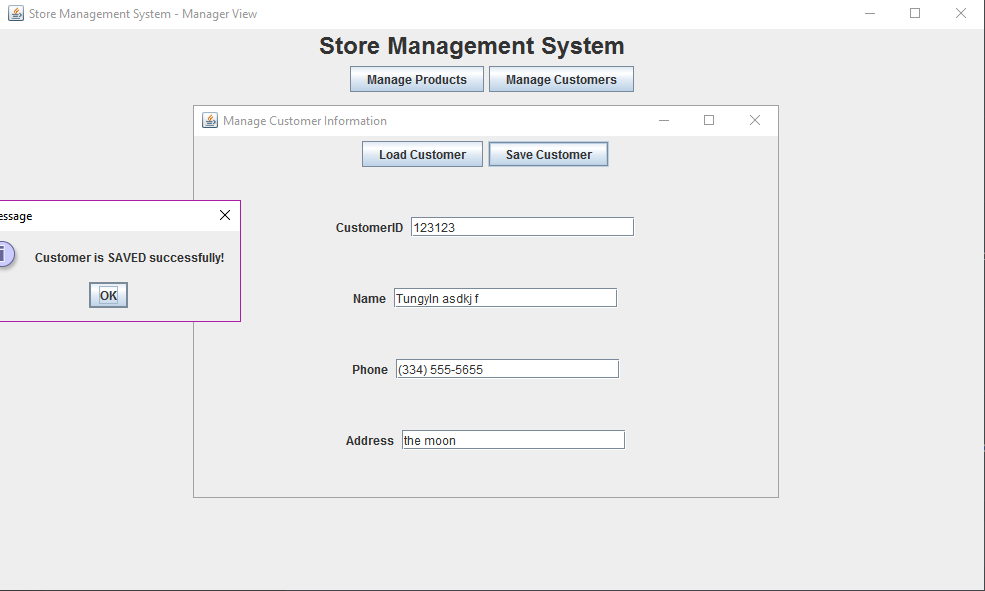 Store Management System - Manager View
Store Management System
Manage Products Manage Customers
Manage Customer Information
Load Customer Save Customer
essage
Customer is SAVED successfully!
OK
CustomerID 123123
Name Tungyln asdkj f
Phone (334) 555-5655
Address the moon